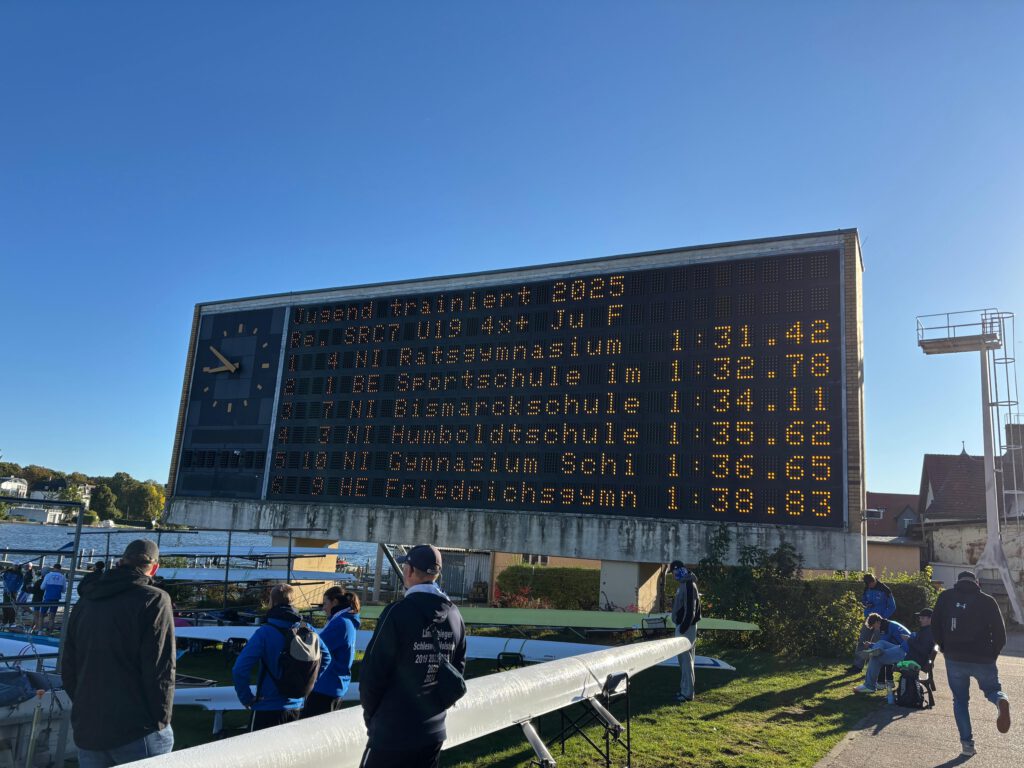 Jugend trainiert 2025
Re. SRC7 U19 4x+ Ju F
1 4 NI Ratsgymnasium 1:31.42
2 1 BE Sportschule im 1:32.78
3 7 NI Bismarckschule 1:34.11
4 3 NI Humboldtschule 1:35.62
5 10 NI Gymnasium Schi 1:36.65
6 9 HE Friedrichsgymn 1:38.83